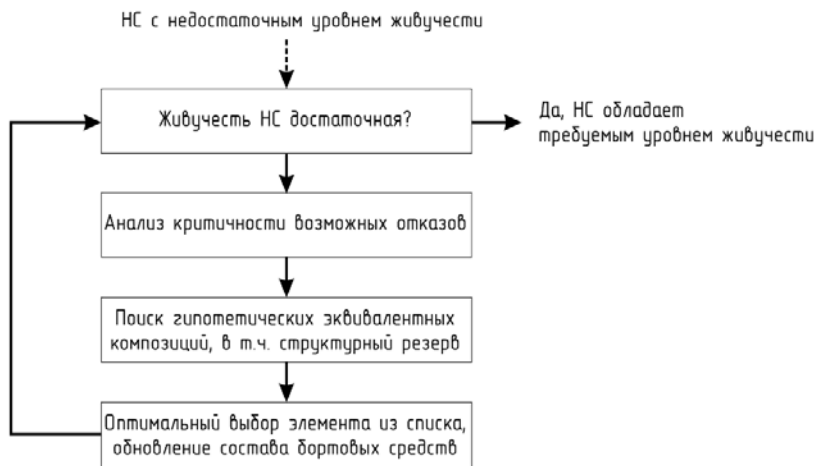 НС с недостаточным уровнем живучести
Живучесть НС достаточная?
Да, НС обладает
требуемым уровнем живучести
Анализ критичности возможных отказов
Поиск гипотетических эквивалентных
композиций, в т.ч. структурный резерв
Оптимальный выбор элемента из списка,
обновление состава бортовых средств